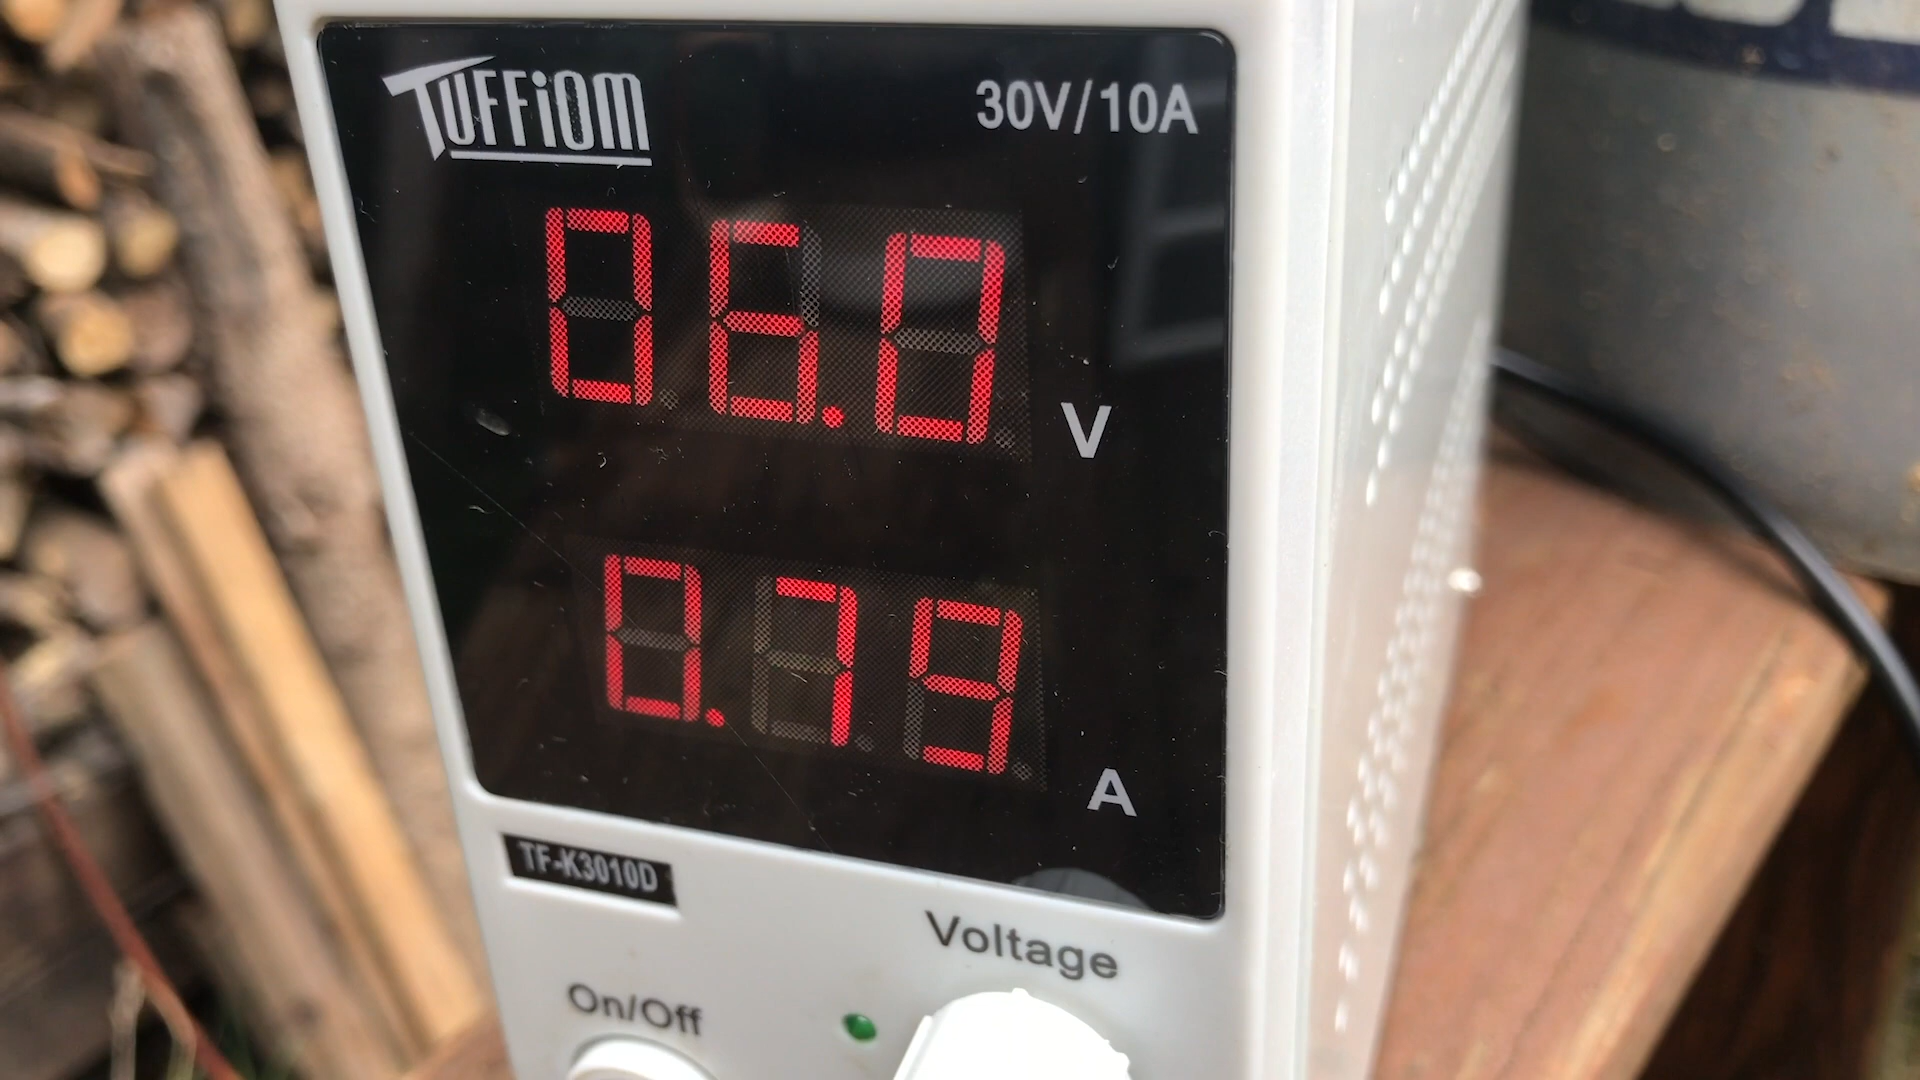 TUFFiOM
30V/10A
06.0 V
0.79 A
TF-K3010D
Voltage
On/Off